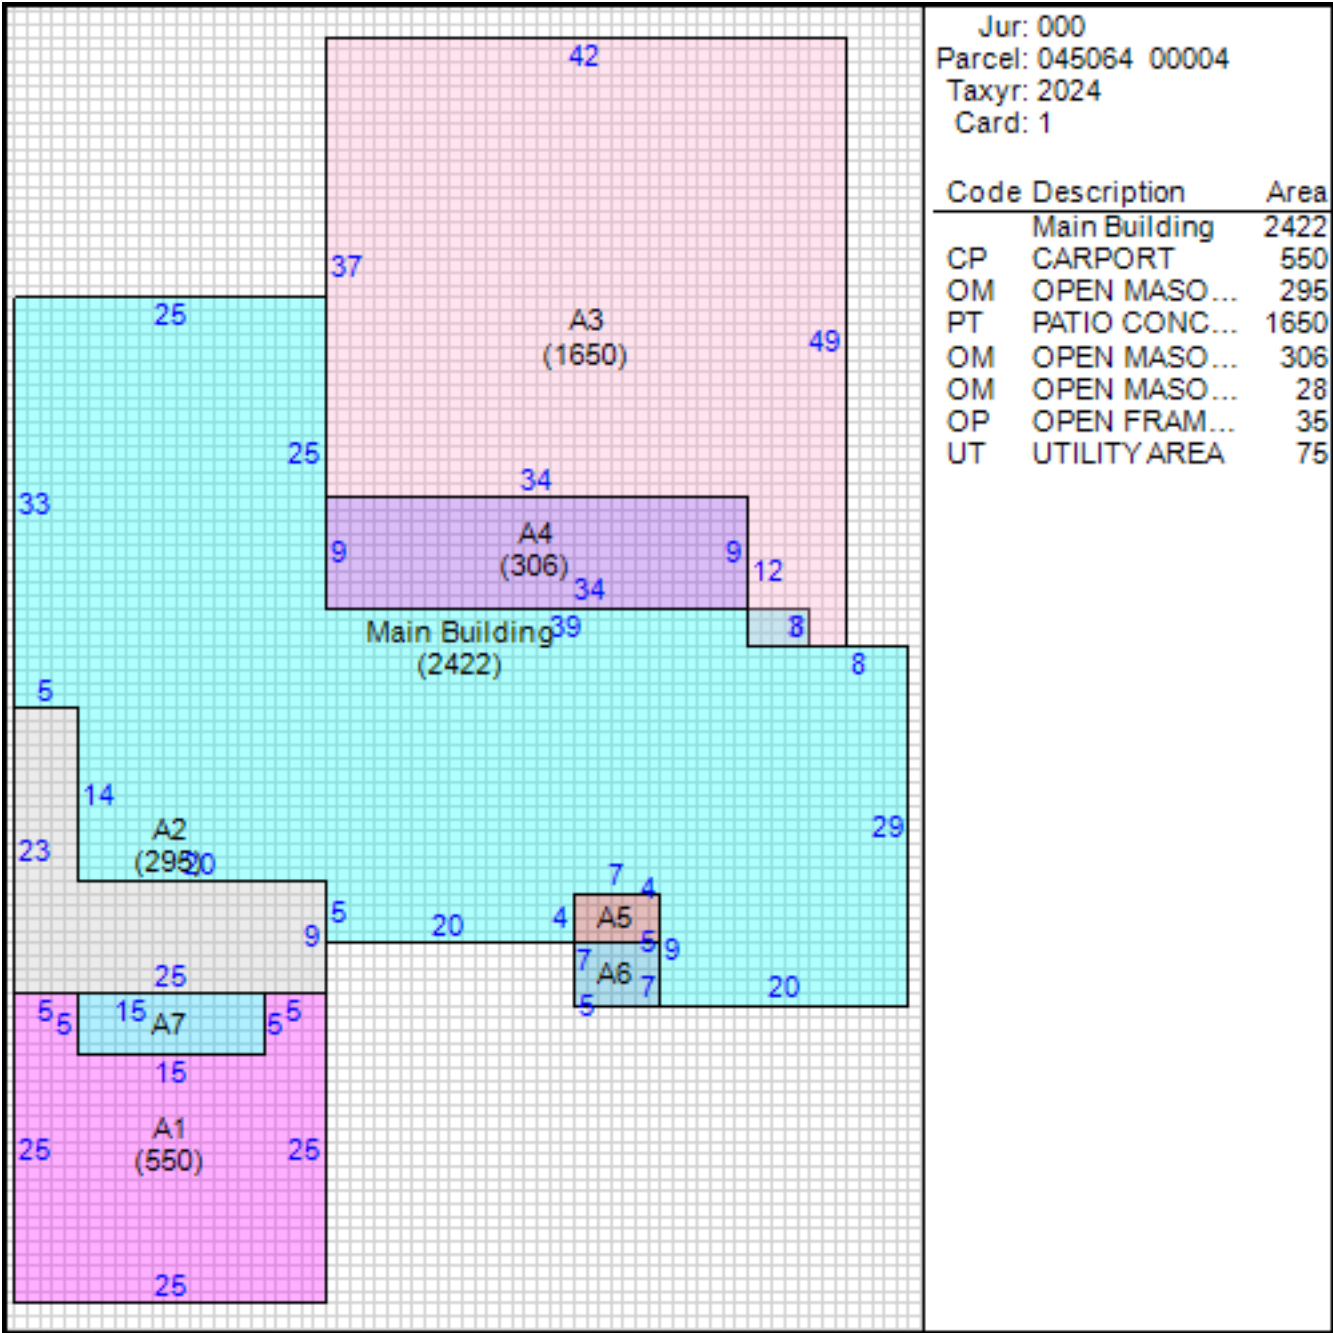 Jur: 000
Parcel: 045064 00004
Taxyr: 2024
Card: 1
Code Description Area
Main Building 2422
CP CARPORT 550
OM OPEN MASO... 295
PT PATIO CONC... 1650
OM OPEN MASO... 306
OM OPEN MASO... 28
OP OPEN FRAM... 35
UT UTILITY AREA 75
42
37
25
A3
(1650)
49
25
34
33
A4
9 9
(306)
12
34
Main Building 39
8
(2422)
8
5
14
A2
29
23
(295) 20
7
4
5
4 A5
20
9
5 9
7
25
A6
7
20
5
5 5 15 A7 5 5
15
A1
25 25
(550)
25